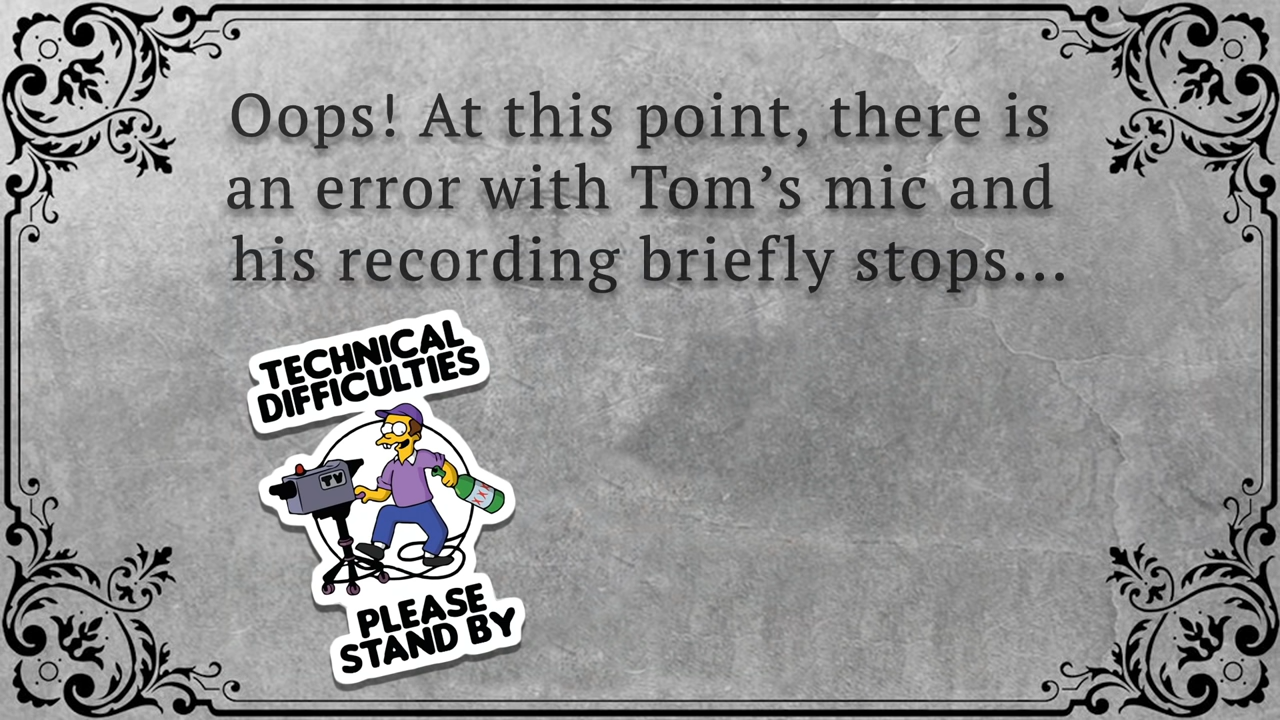 Oops! At this point, there is
an error with Tom’s mic and
his recording briefly stops...
TECHNICAL
DIFFICULTIES
TV
XXX
PLEASE
STAND BY